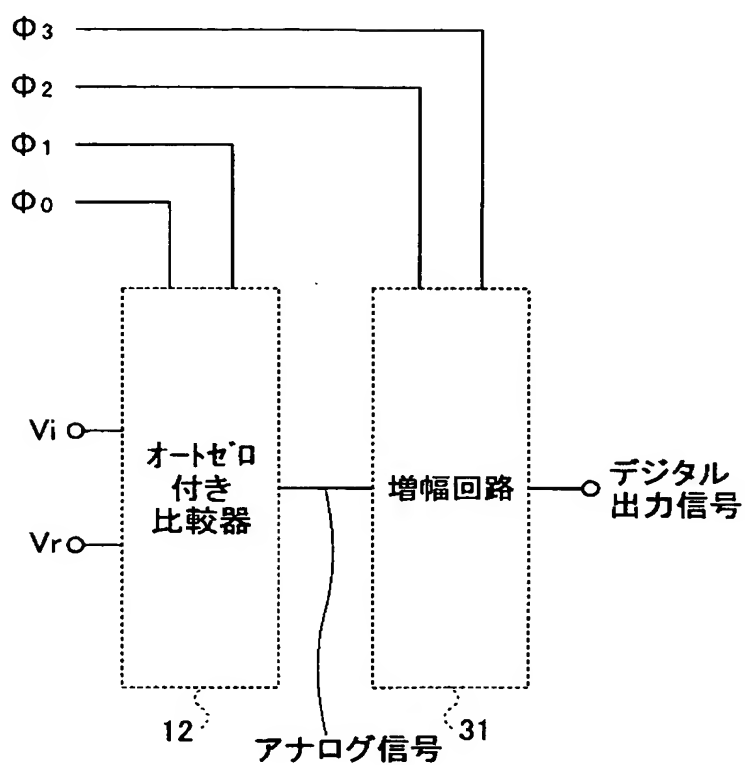 Φ3
Φ2
Φ1
Φ0
Vi
Vr
オートゼロ
付き
比較器
増幅回路
デジタル
出力信号
12
アナログ信号
31